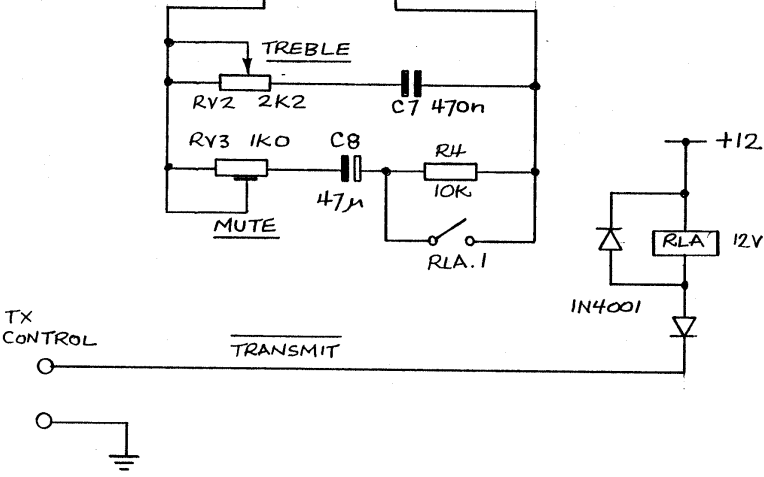 TREBLE
RV2 2K2
C7 470n
RV3 1K0
C8
47μ
R4
10K
MUTE
RLA.1
+12
RLA
12V
1N4001
TX
CONTROL
TRANSMIT